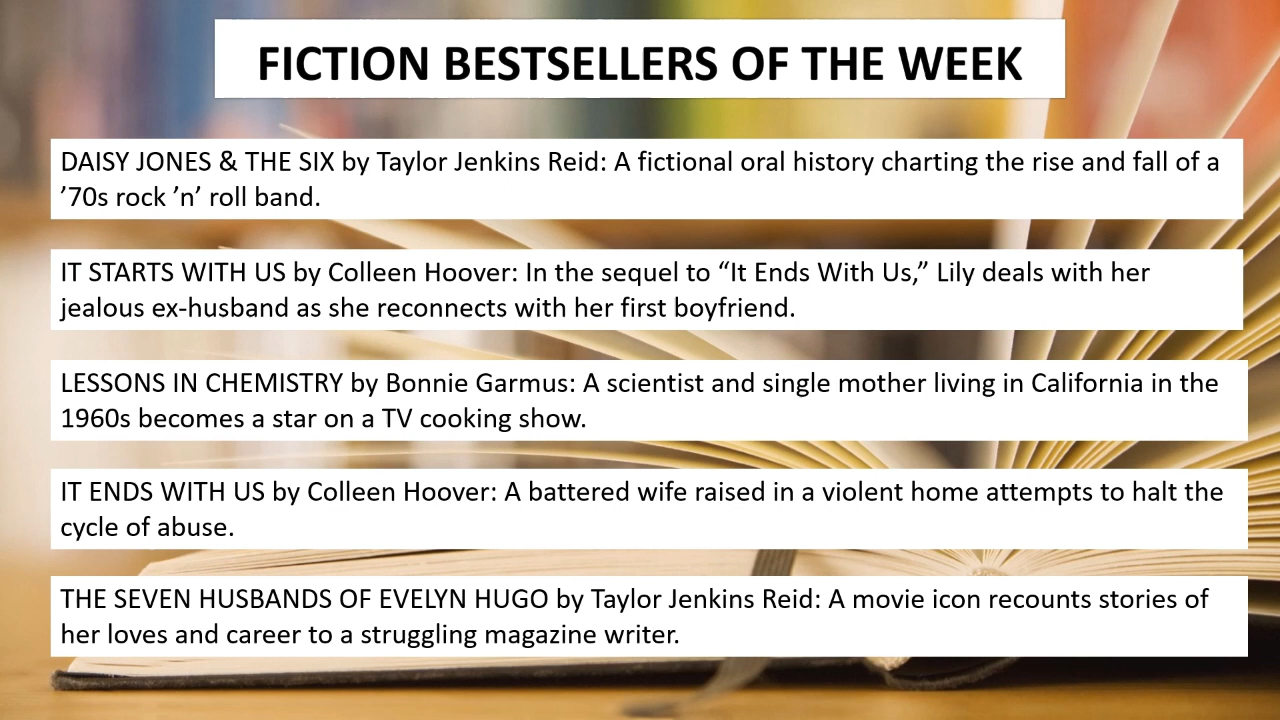 FICTION BESTSELLERS OF THE WEEK
DAISY JONES & THE SIX by Taylor Jenkins Reid: A fictional oral history charting the rise and fall of a
’70s rock ’n’ roll band.
IT STARTS WITH US by Colleen Hoover: In the sequel to “It Ends With Us,” Lily deals with her
jealous ex-husband as she reconnects with her first boyfriend.
LESSONS IN CHEMISTRY by Bonnie Garmus: A scientist and single mother living in California in the
1960s becomes a star on a TV cooking show.
IT ENDS WITH US by Colleen Hoover: A battered wife raised in a violent home attempts to halt the
cycle of abuse.
THE SEVEN HUSBANDS OF EVELYN HUGO by Taylor Jenkins Reid: A movie icon recounts stories of
her loves and career to a struggling magazine writer.